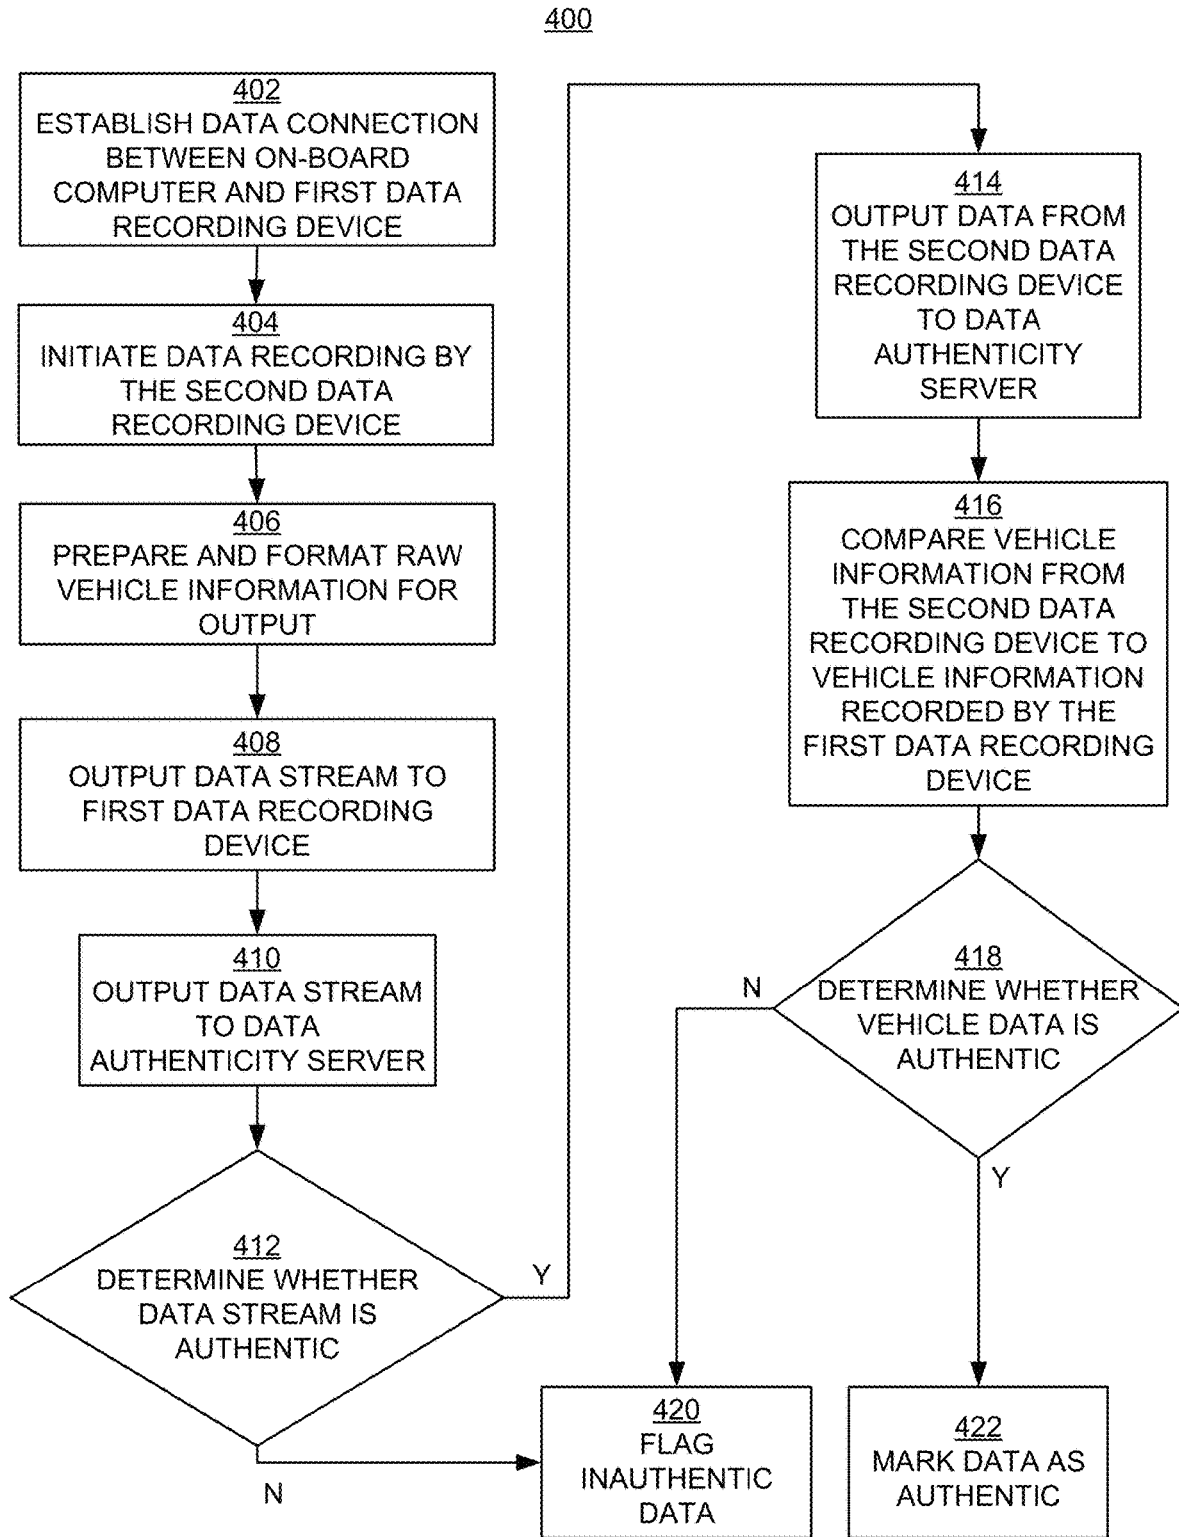 400
402
ESTABLISH DATA CONNECTION
BETWEEN ON-BOARD
COMPUTER AND FIRST DATA
RECORDING DEVICE
404
INITIATE DATA RECORDING BY
THE SECOND DATA
RECORDING DEVICE
406
PREPARE AND FORMAT RAW
VEHICLE INFORMATION FOR
OUTPUT
408
OUTPUT DATA STREAM TO
FIRST DATA RECORDING
DEVICE
410
OUTPUT DATA STREAM
TO DATA
AUTHENTICITY SERVER
412
DETERMINE WHETHER
DATA STREAM IS
AUTHENTIC
Y
N
414
OUTPUT DATA FROM
THE SECOND DATA
RECORDING DEVICE
TO DATA
AUTHENTICITY
SERVER
416
COMPARE VEHICLE
INFORMATION FROM
THE SECOND DATA
RECORDING DEVICE TO
VEHICLE INFORMATION
RECORDED BY THE
FIRST DATA RECORDING
DEVICE
418
DETERMINE WHETHER
VEHICLE DATA IS
AUTHENTIC
N
Y
420
FLAG
INAUTHENTIC
DATA
422
MARK DATA AS
AUTHENTIC